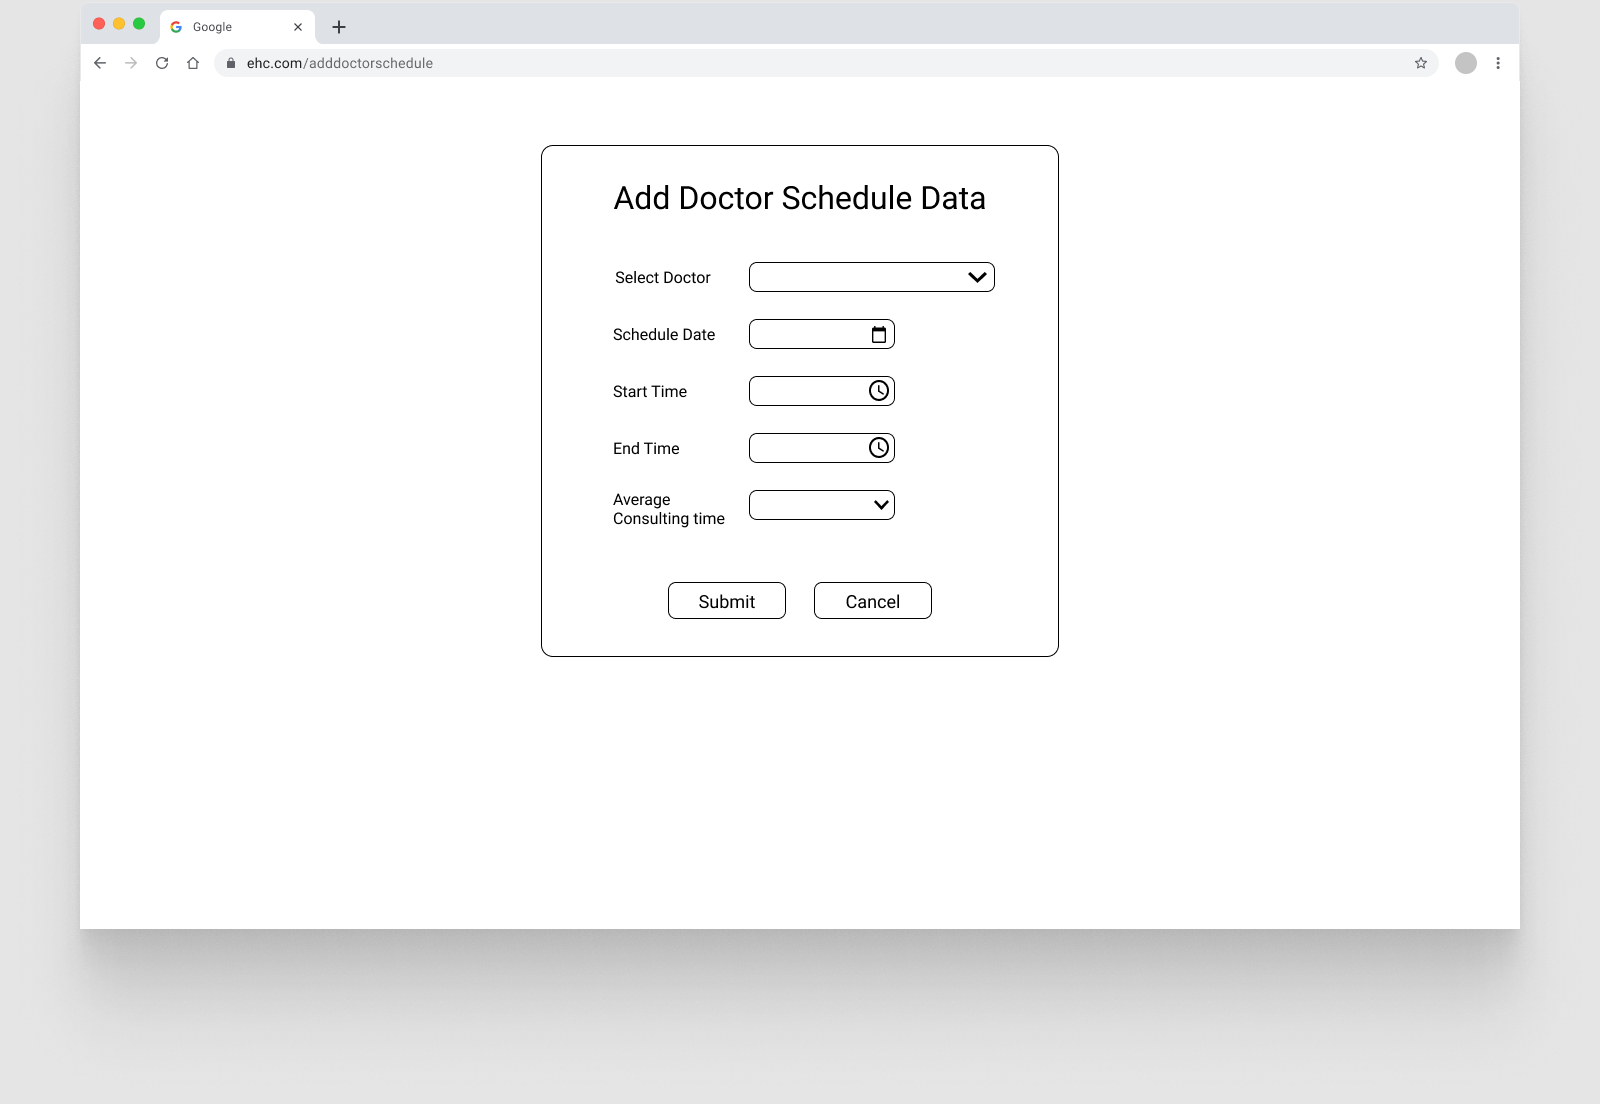 Google
ehc.com/adddoctorschedule
Add Doctor Schedule Data
Select Doctor
Schedule Date
Start Time
End Time
Average
Consulting time
Submit Cancel